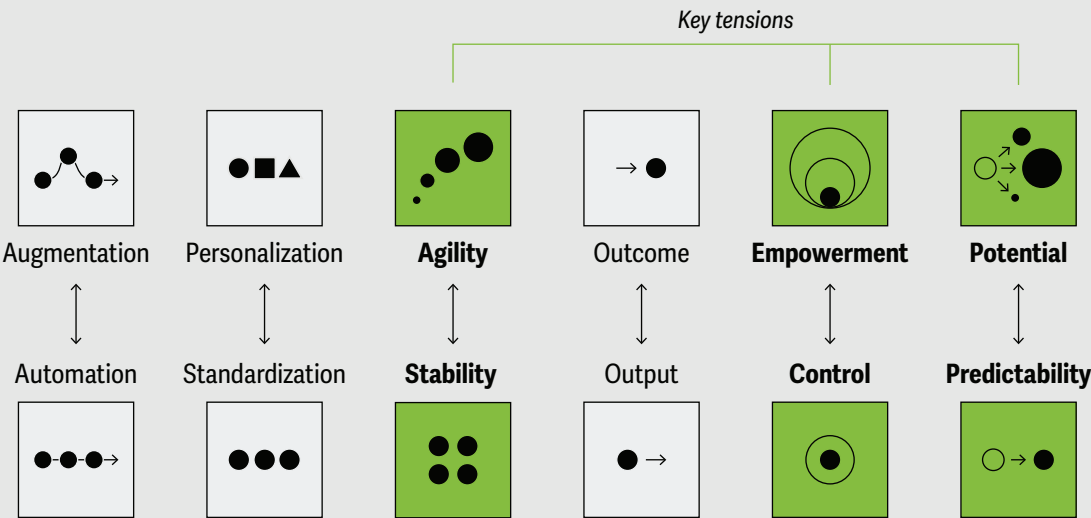 Key tensions
Augmentation Personalization Agility Outcome Empowerment Potential
Automation Standardization Stability Output Control Predictability